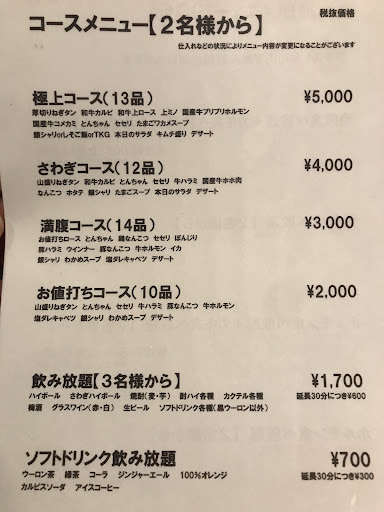 コースメニュー【２名様から】
税抜価格
仕入れなどの状況によりメニュー内容が変更になることがございます
極上コース（１３品） ¥5,000
厚切りねぎタン 和牛カルビ 和牛上ロース 上ミノ 国産牛プリプリホルモン
国産牛コメカミ とんちゃん セセリ たまごワカメスープ
銀シャリorしそご飯orTKG 本日のサラダ キムチ盛り デザート
さわぎコース（１２品） ¥4,000
山盛りねぎタン 和牛カルビ とんちゃん セセリ 牛ハラミ 国産牛ホホ肉
なんこつ ホタテ 銀シャリ たまごスープ 本日のサラダ デザート
満腹コース（１４品） ¥3,000
お値打ちロース とんちゃん 鶏なんこつ セセリ ぼんじり
豚ハラミ ウインナー 豚なんこつ 牛ホルモン イカ
銀シャリ わかめスープ 塩ダレキャベツ デザート
お値打ちコース（１０品） ¥2,000
山盛りねぎタン とんちゃん セセリ 牛ハラミ 豚なんこつ 牛ホルモン
塩ダレキャベツ 銀シャリ わかめスープ デザート
飲み放題【３名様から】 ¥1,700
ハイボール さわぎハイボール 焼酎（麦・芋） 酎ハイ各種 カクテル各種 延長30分につき¥600
梅酒 グラスワイン（赤・白） 生ビール ソフトドリンク各種（黒ウーロン以外）
ソフトドリンク飲み放題 ¥700
ウーロン茶 緑茶 コーラ ジンジャーエール 100％オレンジ 延長30分につき¥300
カルピスソーダ アイスコーヒー